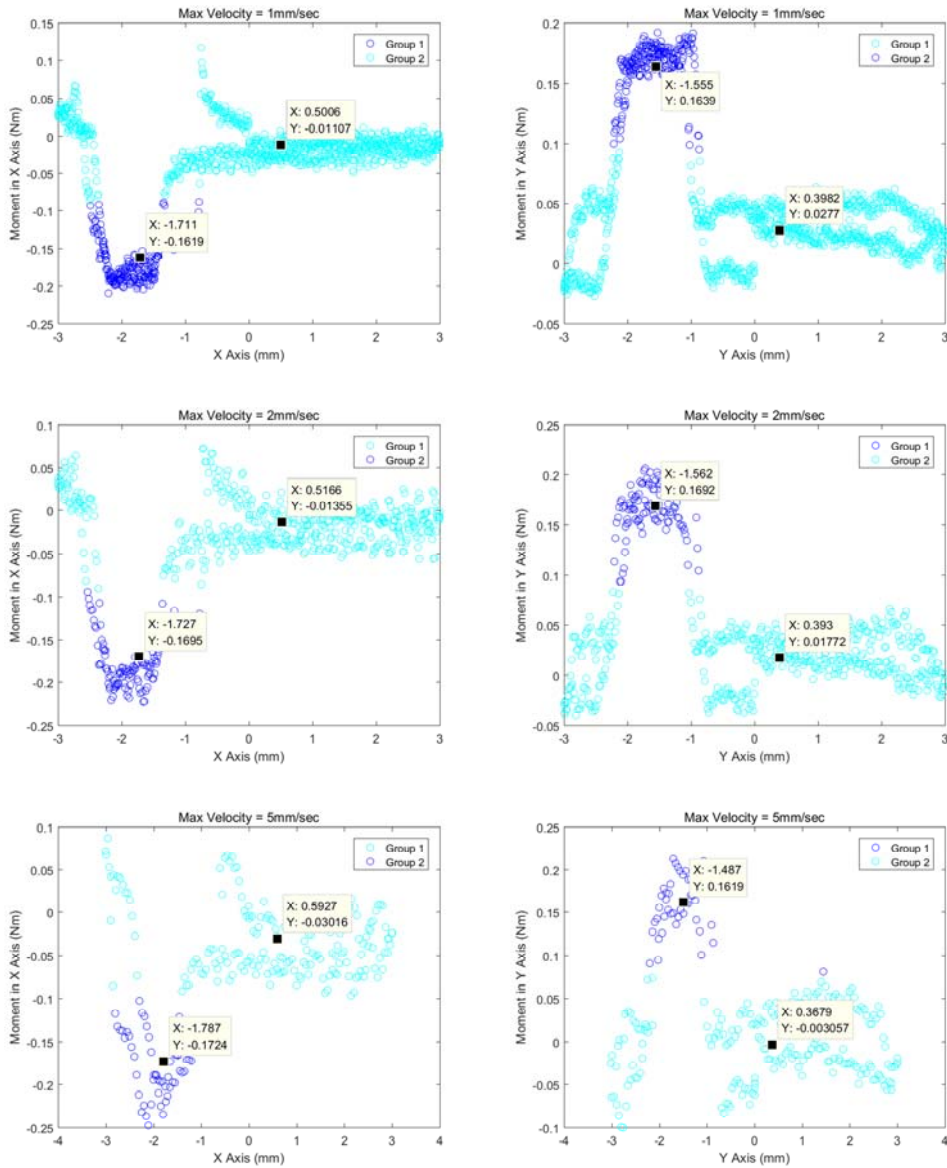 Max Velocity = 1mm/sec
0.15
0.1
0.05
0
-0.05
-0.1
-0.15
-0.2
-0.25
Moment in X Axis (Nm)
Group 1
Group 2
X: 0.5006
Y: -0.01107
X: -1.711
Y: -0.1619
-3 -2 -1 0 1 2 3
X Axis (mm)
Max Velocity = 1mm/sec
0.2
0.15
0.1
0.05
0
-0.05
Moment in Y Axis (Nm)
Group 1
Group 2
X: -1.555
Y: 0.1639
X: 0.3982
Y: 0.0277
-3 -2 -1 0 1 2 3
Y Axis (mm)
Max Velocity = 2mm/sec
0.1
0.05
0
-0.05
-0.1
-0.15
-0.2
-0.25
Moment in X Axis (Nm)
Group 1
Group 2
X: 0.5166
Y: -0.01355
X: -1.727
Y: -0.1695
-3 -2 -1 0 1 2 3
X Axis (mm)
Max Velocity = 2mm/sec
0.25
0.2
0.15
0.1
0.05
0
-0.05
Moment in Y Axis (Nm)
Group 1
Group 2
X: -1.562
Y: 0.1692
X: 0.393
Y: 0.01772
-3 -2 -1 0 1 2 3
Y Axis (mm)
Max Velocity = 5mm/sec
0.1
0.05
0
-0.05
-0.1
-0.15
-0.2
-0.25
Moment in X Axis (Nm)
Group 1
Group 2
X: 0.5927
Y: -0.03016
X: -1.787
Y: -0.1724
-4 -3 -2 -1 0 1 2 3 4
X Axis (mm)
Max Velocity = 5mm/sec
0.25
0.2
0.15
0.1
0.05
0
-0.05
-0.1
Moment in Y Axis (Nm)
Group 1
Group 2
X: -1.487
Y: 0.1619
X: 0.3679
Y: -0.003057
-4 -3 -2 -1 0 1 2 3 4
Y Axis (mm)